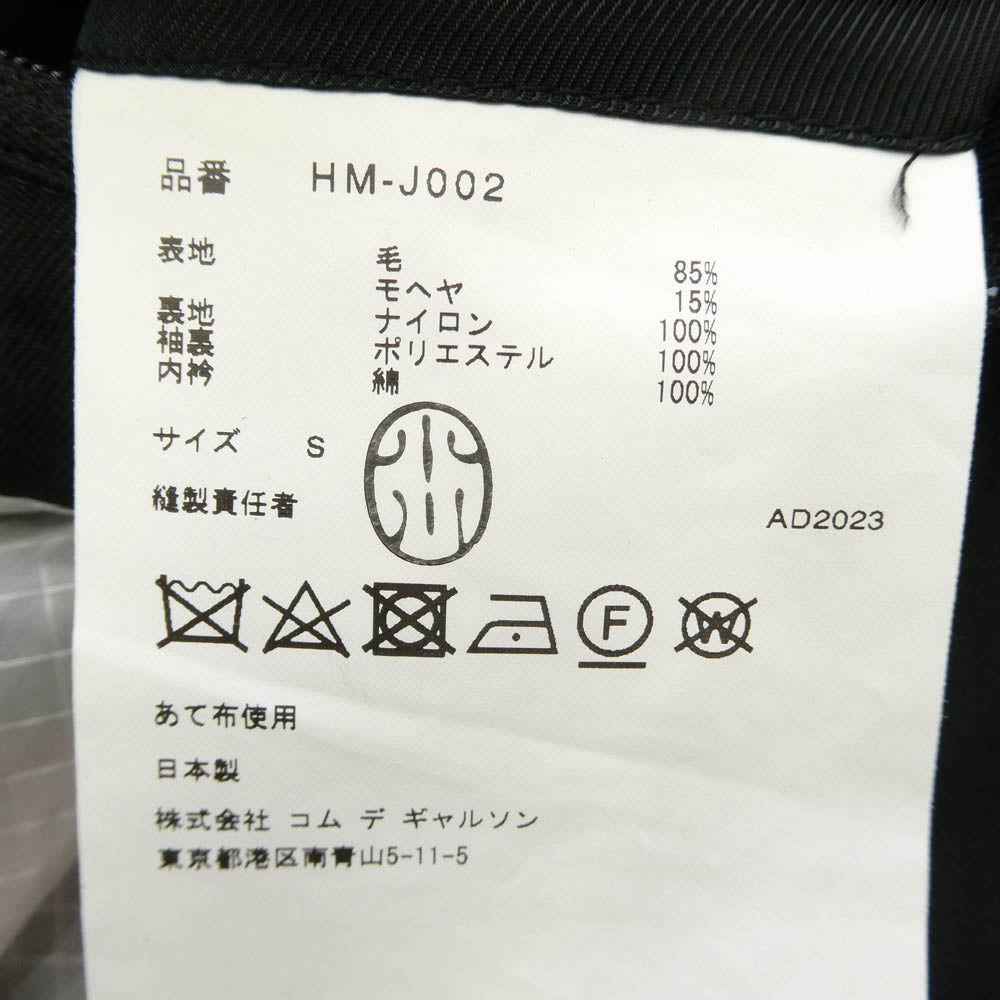 品番 HM-J002
表地 毛 85%
モヘヤ 15%
裏地 ナイロン 100%
袖裏 ポリエステル 100%
内衿 綿 100%
サイズ S
縫製責任者 AD2023
F W
あて布使用
日本製
株式会社 コム デ ギャルソン
東京都港区南青山5-11-5